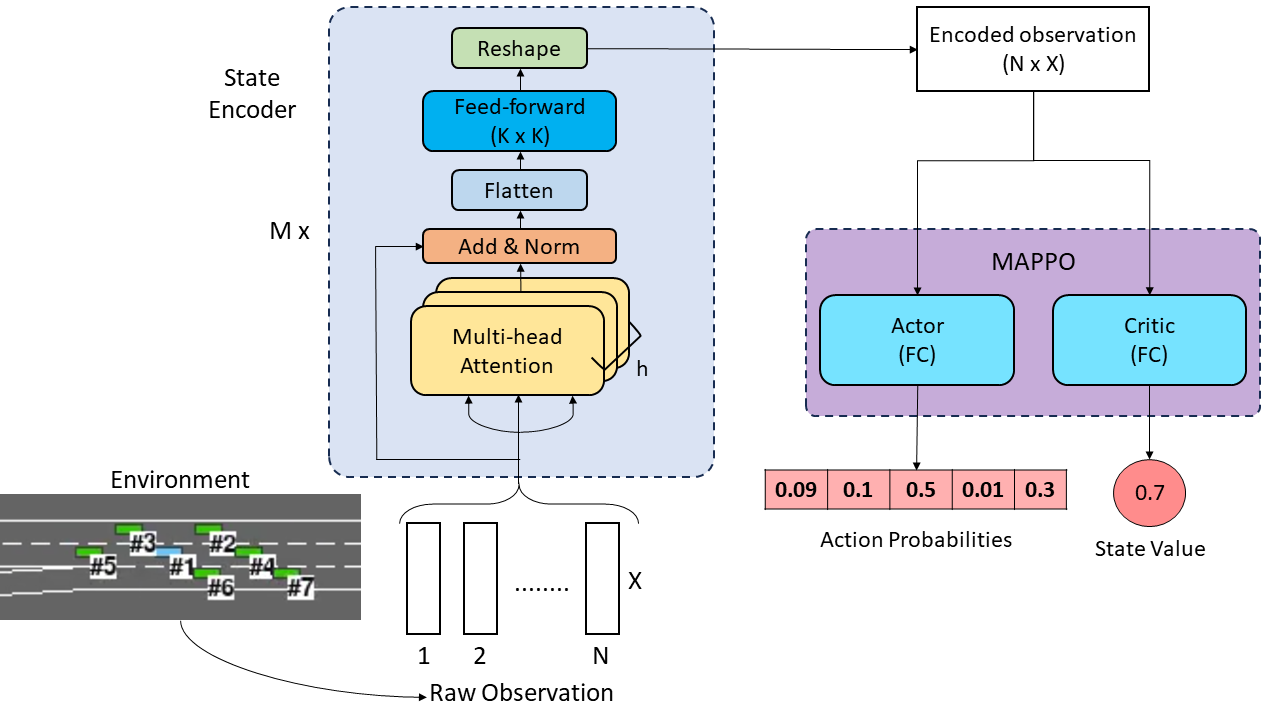 State
Encoder
M x
Reshape
Feed-forward
(K x K)
Flatten
Add & Norm
Multi-head
Attention
h
Encoded observation
(N x X)
MAPPO
Actor
(FC)
Critic
(FC)
0.09 0.1 0.5 0.01 0.3
Action Probabilities
0.7
State Value
Environment
#3 #2
#5 #1 #4
#6 #7
........ X
1 2 N
Raw Observation